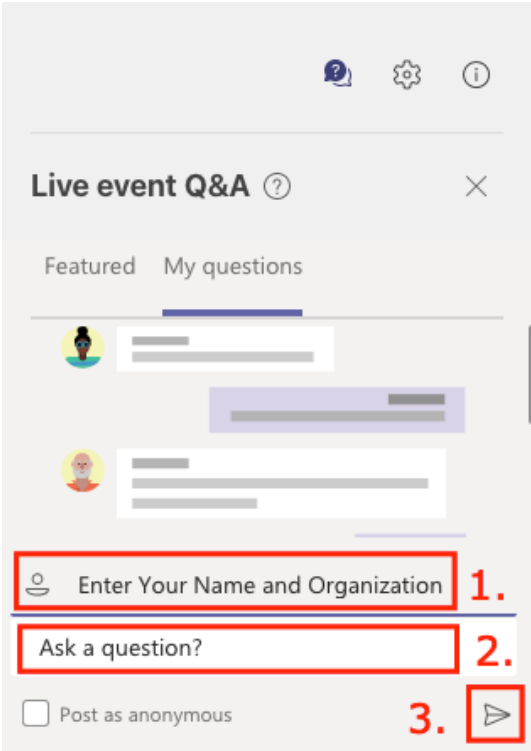 Live event Q&A
Featured My questions
Enter Your Name and Organization 1.
Ask a question? 2.
Post as anonymous 3.